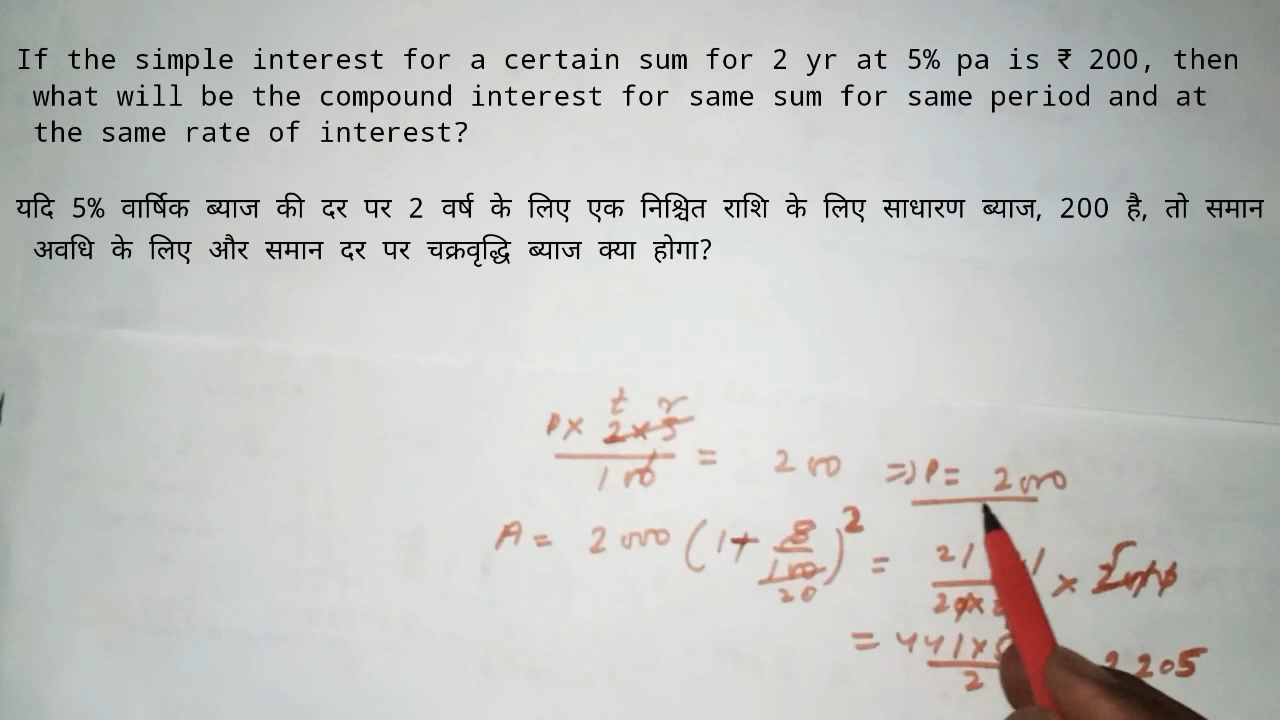 If the simple interest for a certain sum for 2 yr at 5% pa is ₹ 200, then
what will be the compound interest for same sum for same period and at
the same rate of interest?
यदि 5% वार्षिक ब्याज की दर पर 2 वर्ष के लिए एक निश्चित राशि के लिए साधारण ब्याज, 200 है, तो समान
अवधि के लिए और समान दर पर चक्रवृद्धि ब्याज क्या होगा?
t r
P× 2×5
100
= 200 => P= 2000
A = 2000 (1+ 5/100)² =
20
21
×
= 441×
2
2205